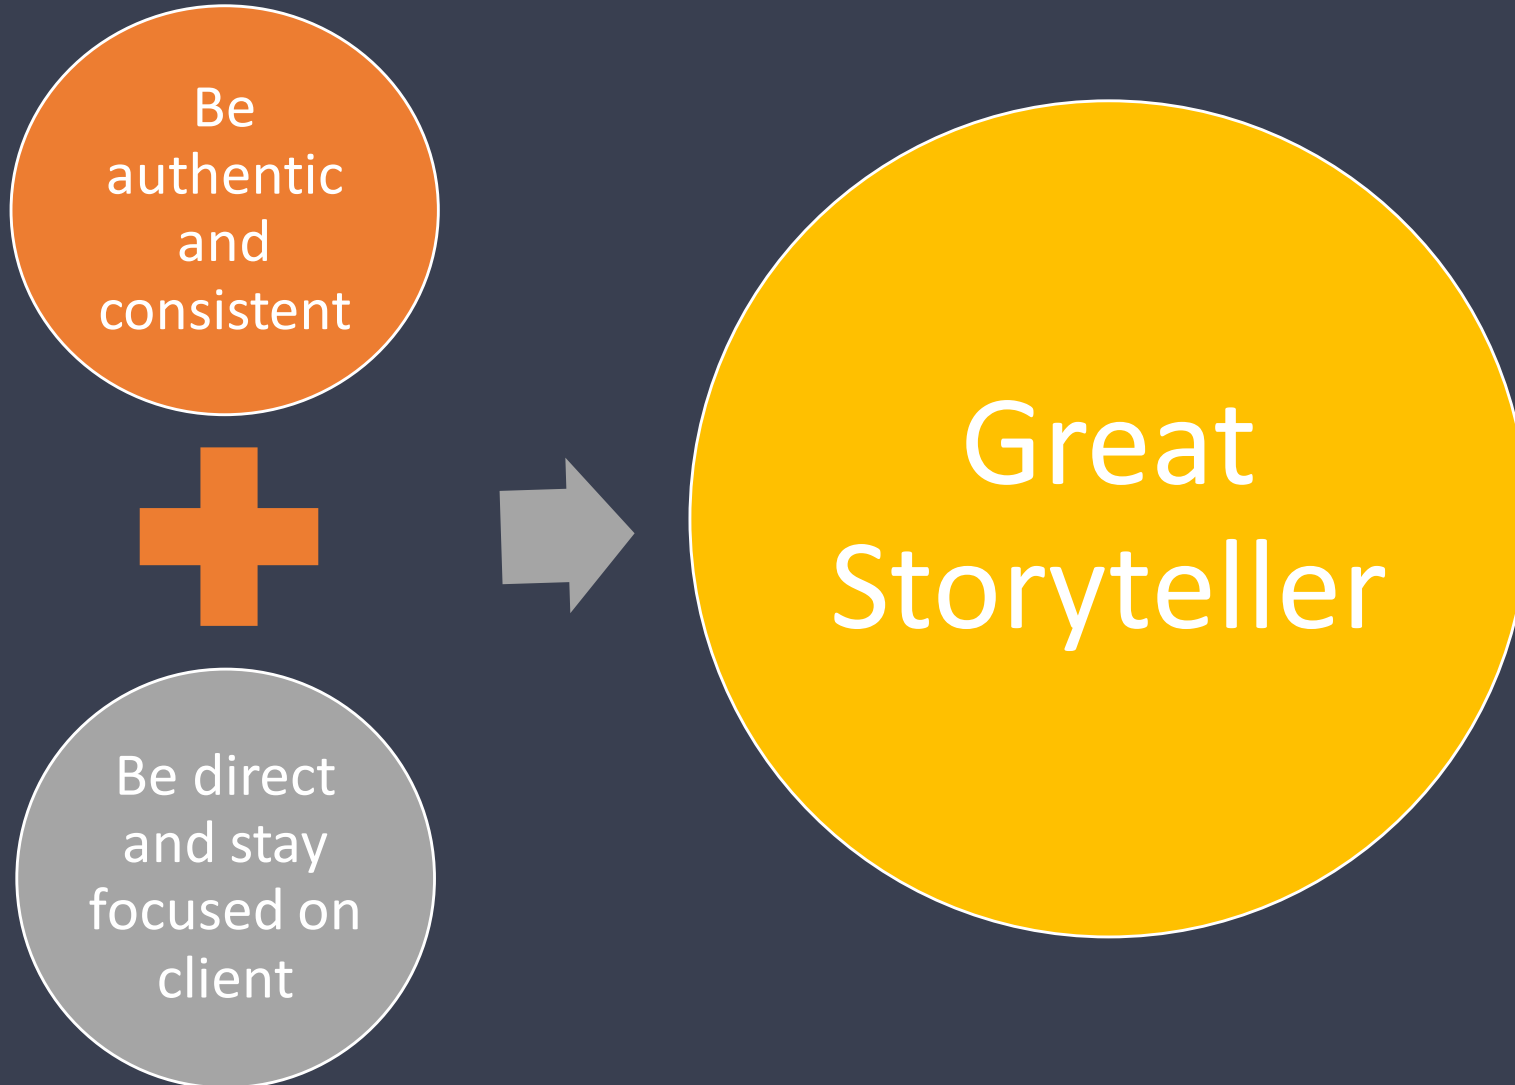 Be
authentic
and
consistent
Be direct
and stay
focused on
client
Great
Storyteller